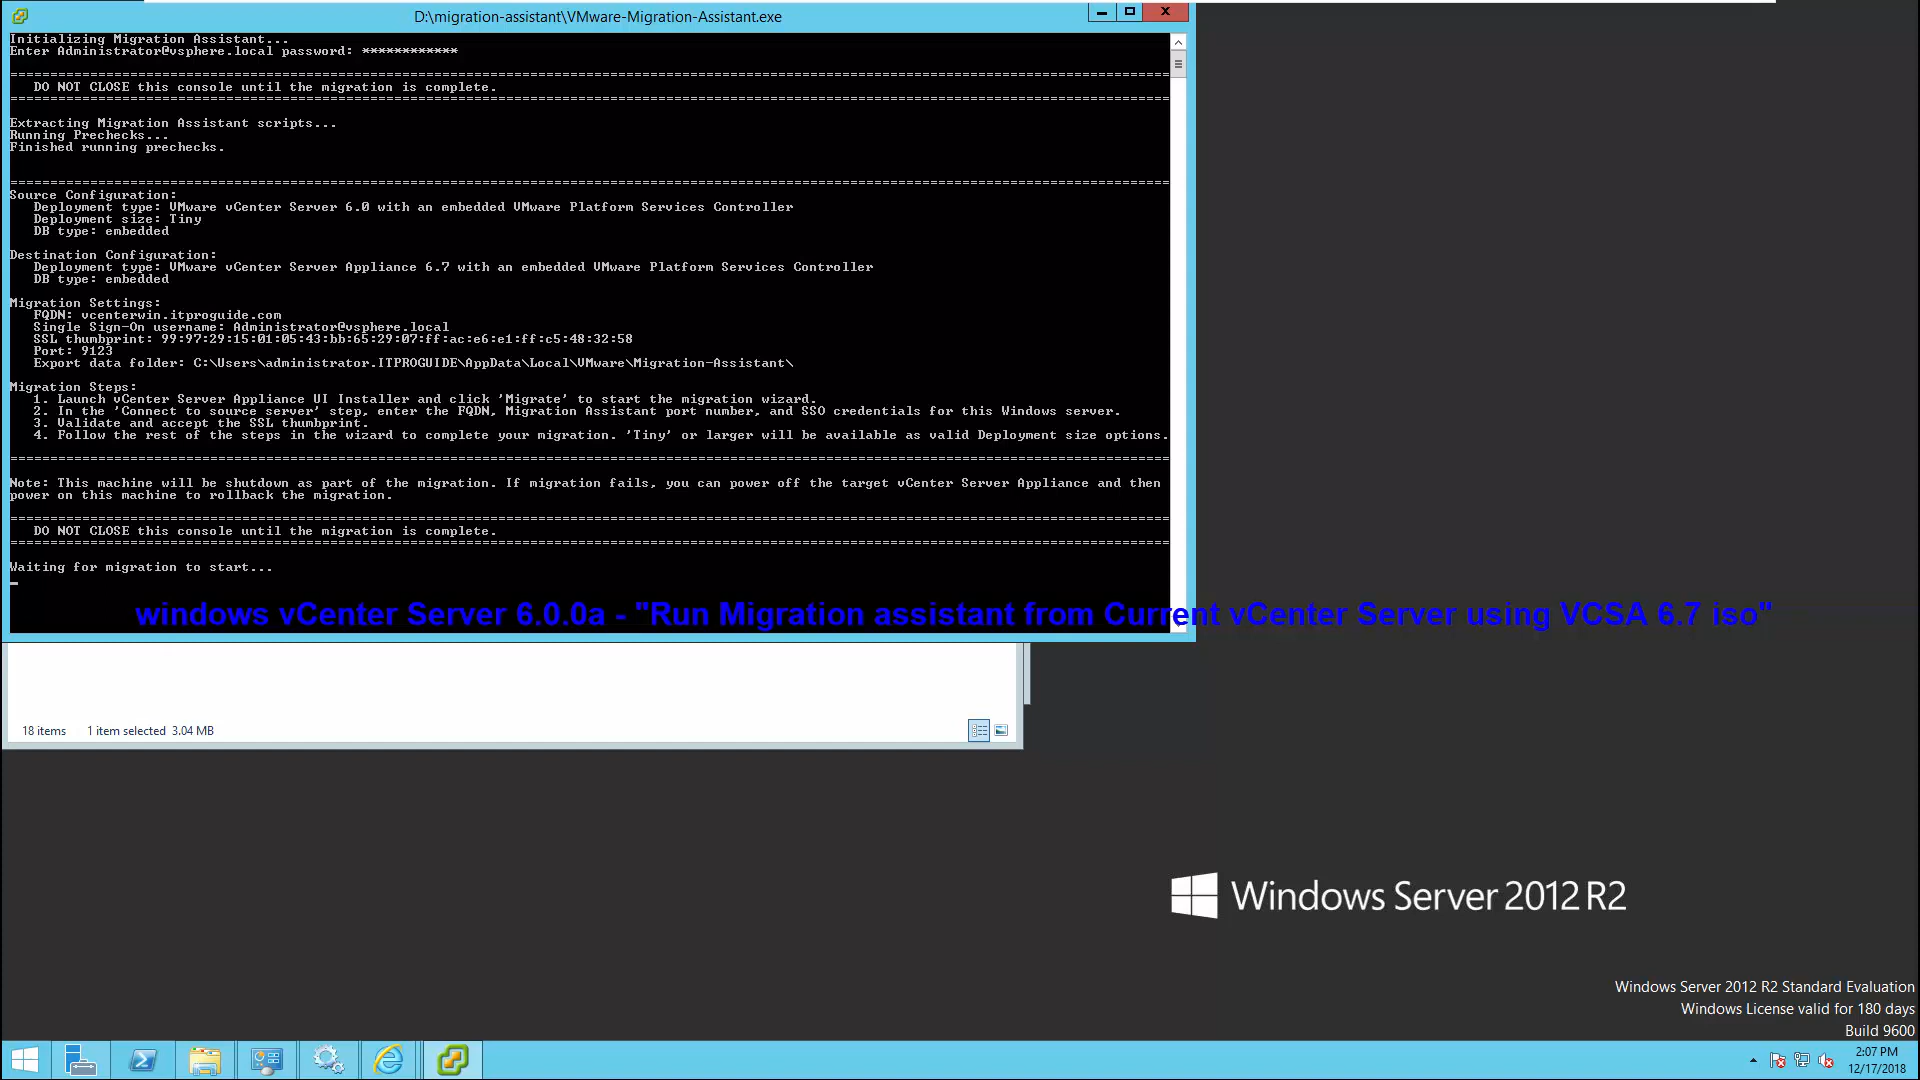 D:\migration-assistant\VMware-Migration-Assistant.exe
Initializing Migration Assistant...
Enter Administrator@vsphere.local password: ************
=================================================================================================================================================
DO NOT CLOSE this console until the migration is complete.
=================================================================================================================================================
Extracting Migration Assistant scripts...
Running Prechecks...
Finished running prechecks.
=================================================================================================================================================
Source Configuration:
Deployment type: VMware vCenter Server 6.0 with an embedded VMware Platform Services Controller
Deployment size: Tiny
DB type: embedded
Destination Configuration:
Deployment type: VMware vCenter Server Appliance 6.7 with an embedded VMware Platform Services Controller
DB type: embedded
Migration Settings:
FQDN: vcenterwin.itproguide.com
Single Sign-On username: Administrator@vsphere.local
SSL thumbprint: 99:97:29:15:01:05:43:bb:65:29:07:ff:ac:e6:e1:ff:c5:48:32:58
Port: 9123
Export data folder: C:\Users\administrator.ITPROGUIDE\AppData\Local\VMware\Migration-Assistant\
Migration Steps:
1. Launch vCenter Server Appliance UI Installer and click 'Migrate' to start the migration wizard.
2. In the 'Connect to source server' step, enter the FQDN, Migration Assistant port number, and SSO credentials for this Windows server.
3. Validate and accept the SSL thumbprint.
4. Follow the rest of the steps in the wizard to complete your migration. 'Tiny' or larger will be available as valid Deployment size options.
=================================================================================================================================================
Note: This machine will be shutdown as part of the migration. If migration fails, you can power off the target vCenter Server Appliance and then
power on this machine to rollback the migration.
=================================================================================================================================================
DO NOT CLOSE this console until the migration is complete.
=================================================================================================================================================
Waiting for migration to start...
windows vCenter Server 6.0.0a - "Run Migration assistant from Current vCenter Server using VCSA 6.7 iso"
18 items 1 item selected 3.04 MB
Windows Server 2012 R2
Windows Server 2012 R2 Standard Evaluation
Windows License valid for 180 days
Build 9600
2:07 PM
12/17/2018